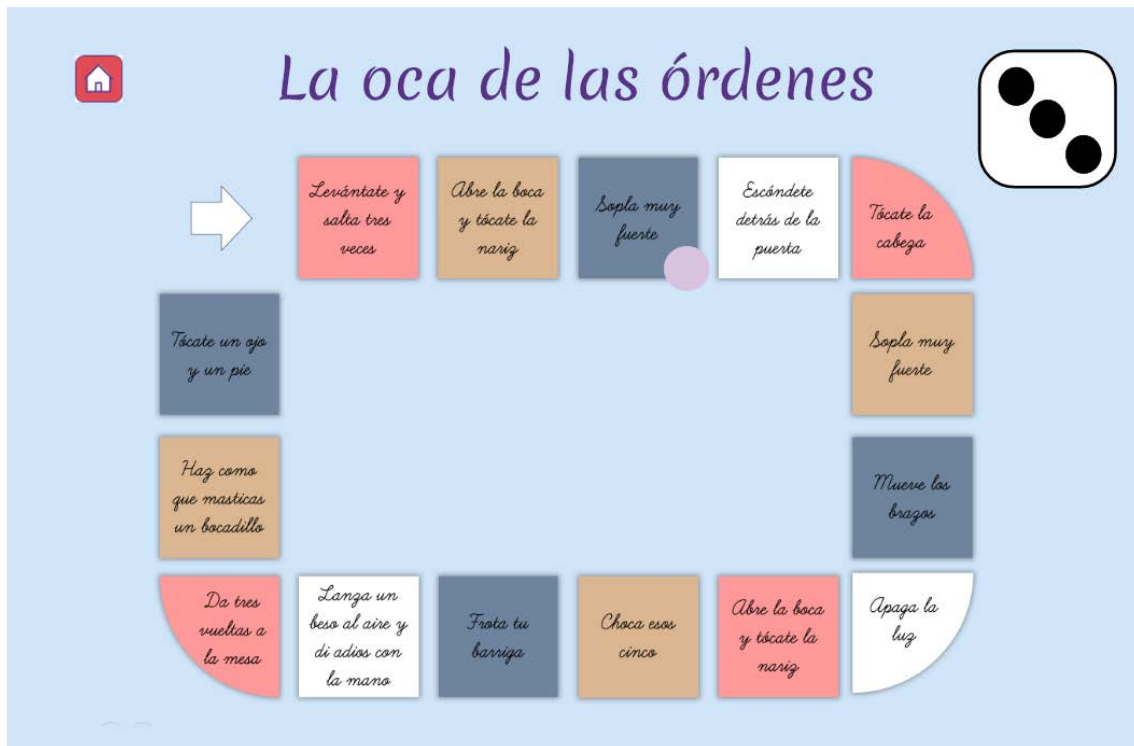 La oca de las órdenes
Levántate y
salta tres
veces
Abre la boca
y tócate la
nariz
Sopla muy
fuerte
Escóndete
detrás de la
puerta
Tócate la
cabeza
Sopla muy
fuerte
Mueve los
brazos
Apaga la
luz
Abre la boca
y tócate la
nariz
Choca esos
cinco
Frota tu
barriga
Lanza un
beso al aire y
di adios con
la mano
Da tres
vueltas a
la mesa
Haz como
que masticas
un bocadillo
Tócate un ojo
y un pie